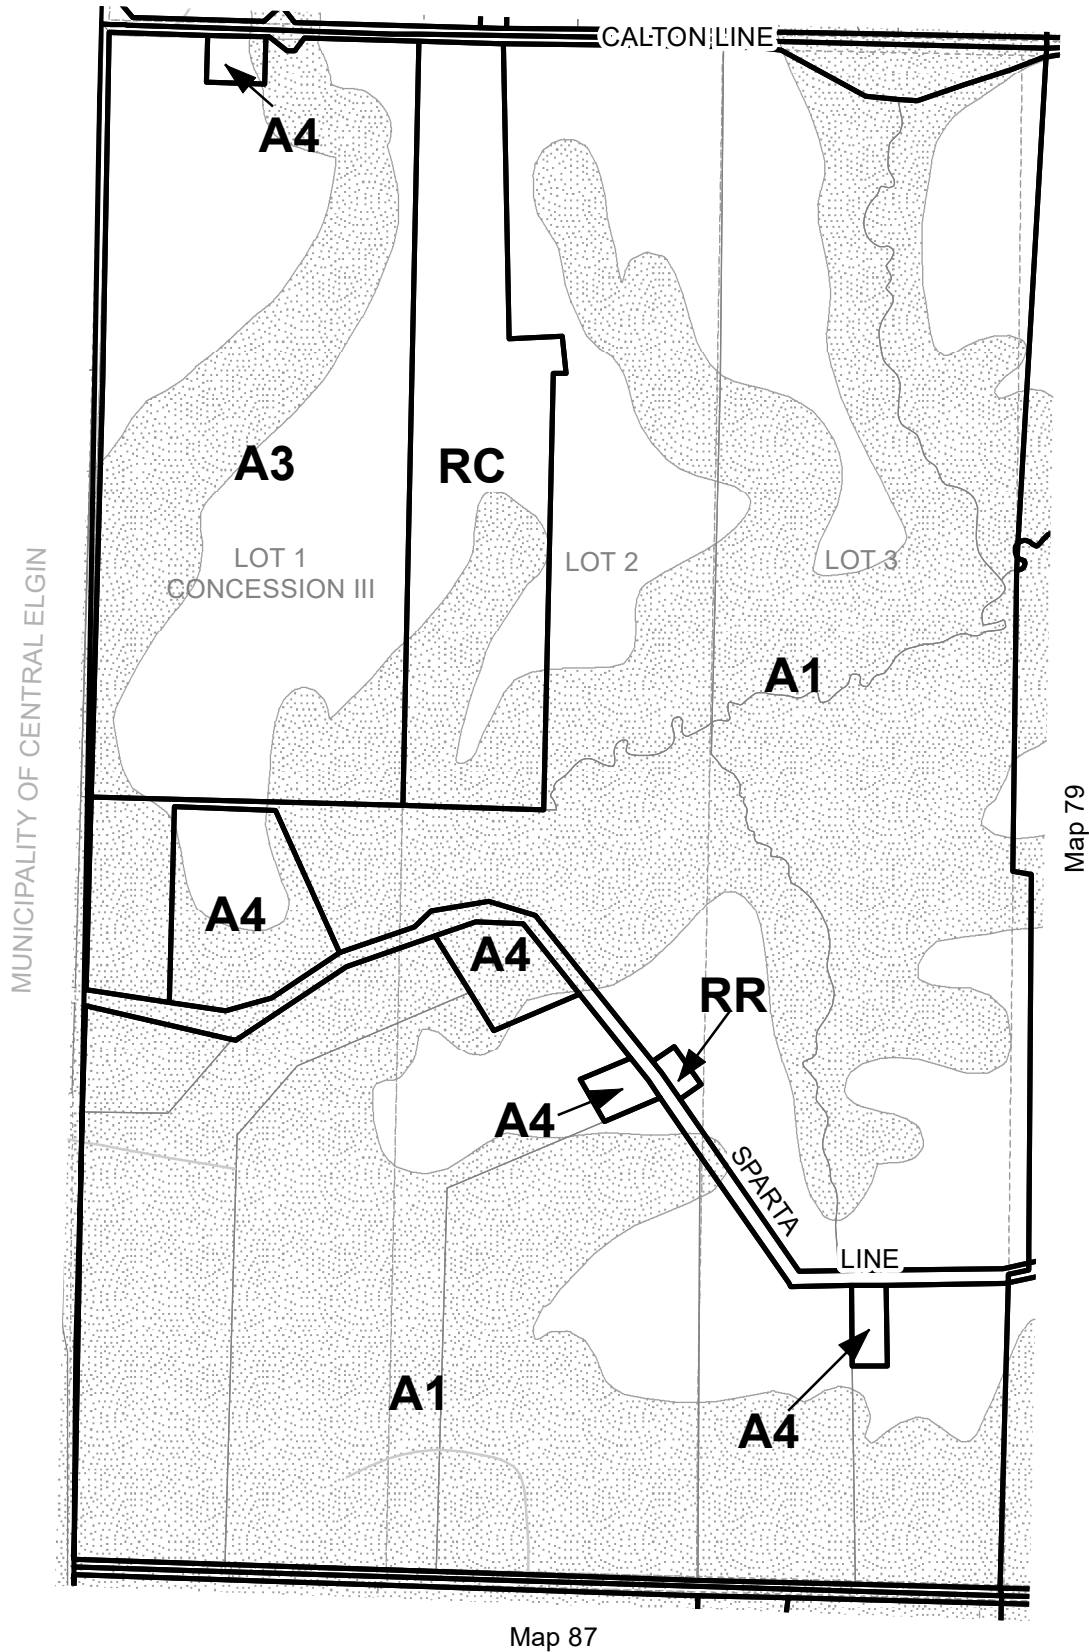 CALTON LINE
A4
A3
RC
LOT 1
CONCESSION III
LOT 2
LOT 3
MUNICIPALITY OF CENTRAL ELGIN
A1
Map 79
A4
A4
RR
A4
SPARTA
LINE
A1
A4
Map 87